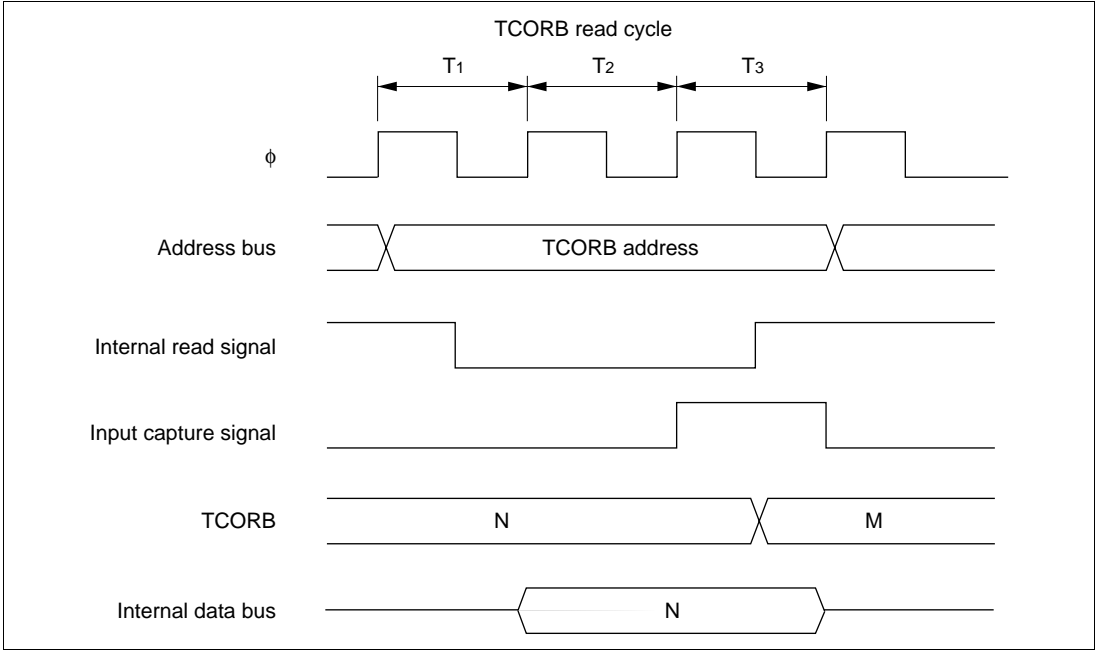 TCORB read cycle
T1 T2 T3
ϕ
Address bus TCORB address
Internal read signal
Input capture signal
TCORB N M
Internal data bus N